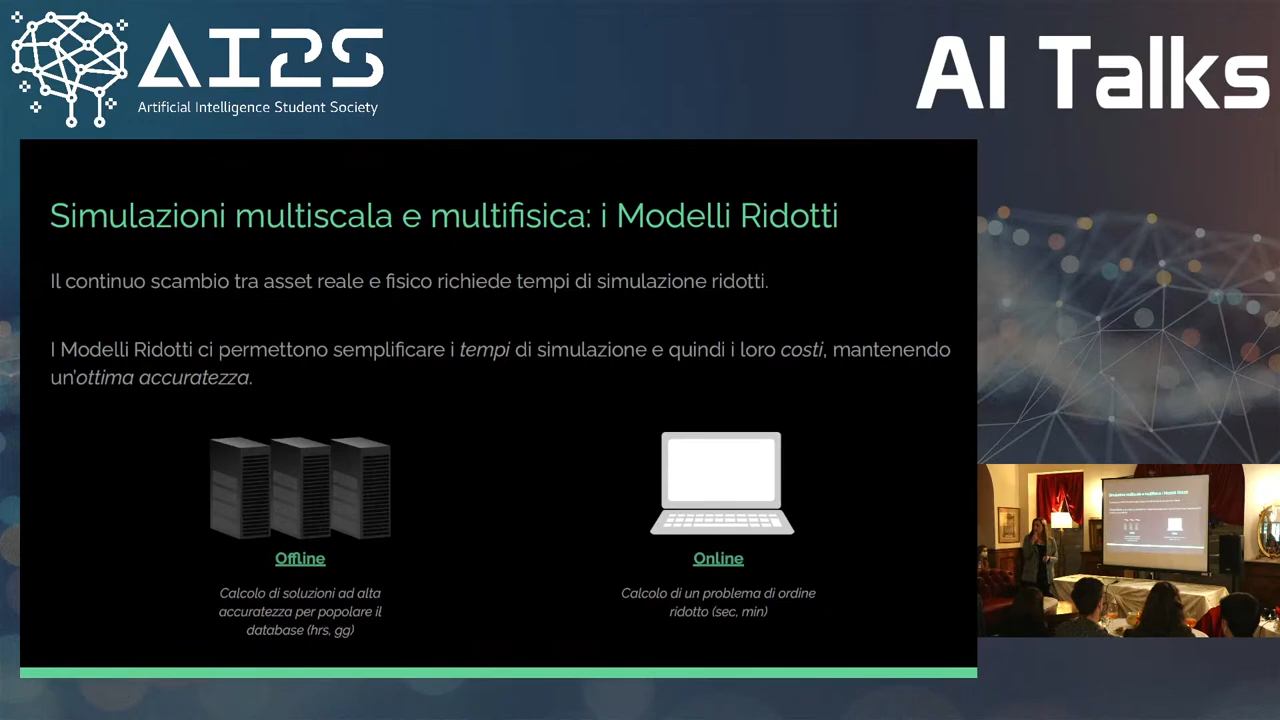 AI2S
Artificial Intelligence Student Society
AI Talks
Simulazioni multiscala e multifisica: i Modelli Ridotti
Il continuo scambio tra asset reale e fisico richiede tempi di simulazione ridotti.
I Modelli Ridotti ci permettono semplificare i tempi di simulazione e quindi i loro costi, mantenendo
un'ottima accuratezza.
Offline
Calcolo di soluzioni ad alta
accuratezza per popolare il
database (hrs, gg)
Online
Calcolo di un problema di ordine
ridotto (sec, min)